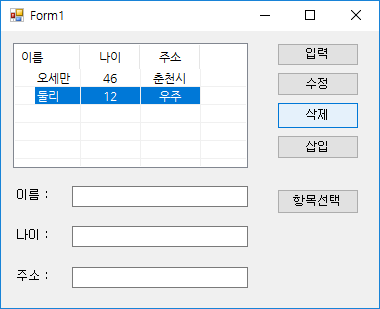 Form1
이름 나이 주소
오세만 46 춘천시
둘리 12 우주
입력
수정
삭제
삽입
항목선택
이름 :
나이 :
주소 :